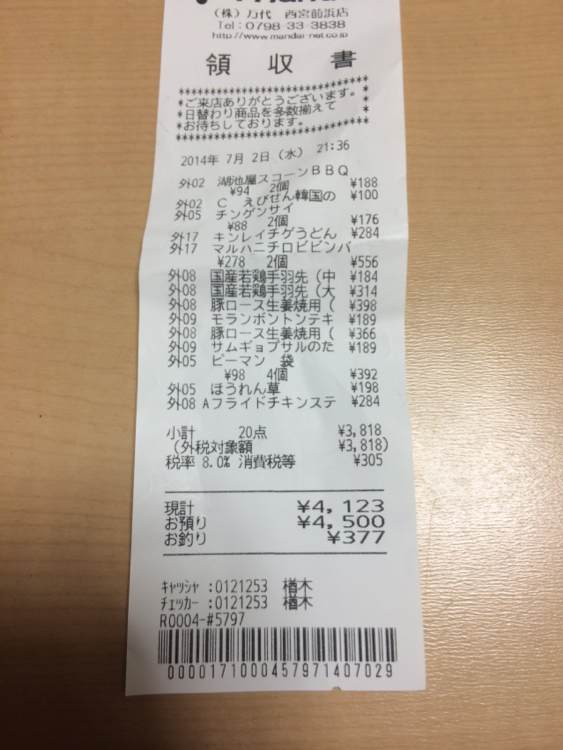 (株)万代 西宮前浜店
Tel:0798-33-3838
http://www.mandai-net.co.jp
領収書
*ご来店ありがとうございます。*
*日替わり商品を多数揃えて*
*お待ちしております。*
2014年 7月 2日(水) 21:36
外02 湖池屋スコーンBBQ
¥94 2個 ¥188
外02 C えびせん韓国の ¥100
外05 チンゲンサイ
¥88 2個 ¥176
外17 キンレイチゲうどん ¥284
外17 マルハニチロビビンバ
¥278 2個 ¥556
外08 国産若鶏手羽先(中 ¥184
外08 国産若鶏手羽先(大 ¥314
外08 豚ロース生姜焼用( ¥398
外09 モランボントンテキ ¥189
外08 豚ロース生姜焼用( ¥366
外09 サムギョプサルのた ¥189
外05 ピーマン 袋
¥98 4個 ¥392
外05 ほうれん草 ¥198
外08 Aフライドチキンステ ¥284
小計 20点 ¥3,818
(外税対象額 ¥3,818)
税率 8.0% 消費税等 ¥305
現計 ¥4,123
お預り ¥4,500
お釣り ¥377
ｷｬｯｼｬ :0121253 楢木
ﾁｪｯｶｰ :0121253 楢木
R0004-#5797
0000171000457971407029